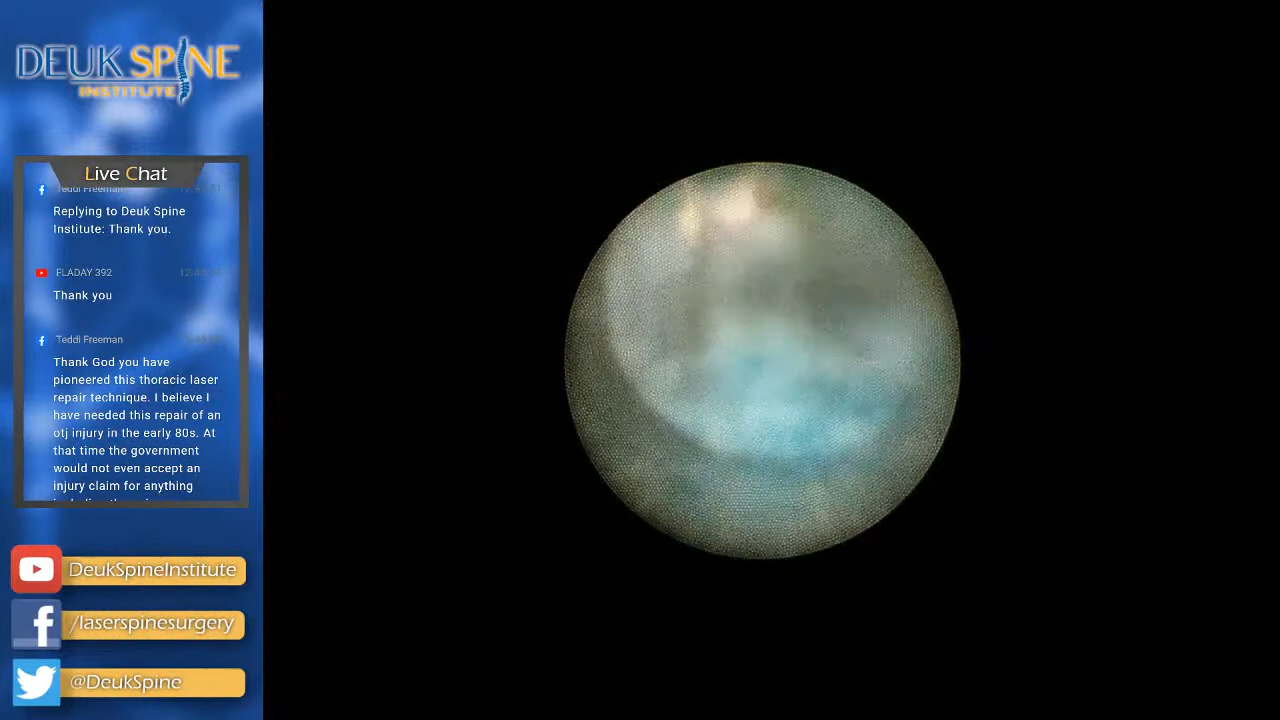 DEUK SPINE
INSTITUTE
Live Chat
Teddi Freeman
Replying to Deuk Spine
Institute: Thank you.
FLADAY 392
Thank you
Teddi Freeman
Thank God you have
pioneered this thoracic laser
repair technique. I believe I
have needed this repair of an
otj injury in the early 80s. At
that time the government
would not even accept an
injury claim for anything
DeukSpineInstitute
/laserspinesurgery
@DeukSpine